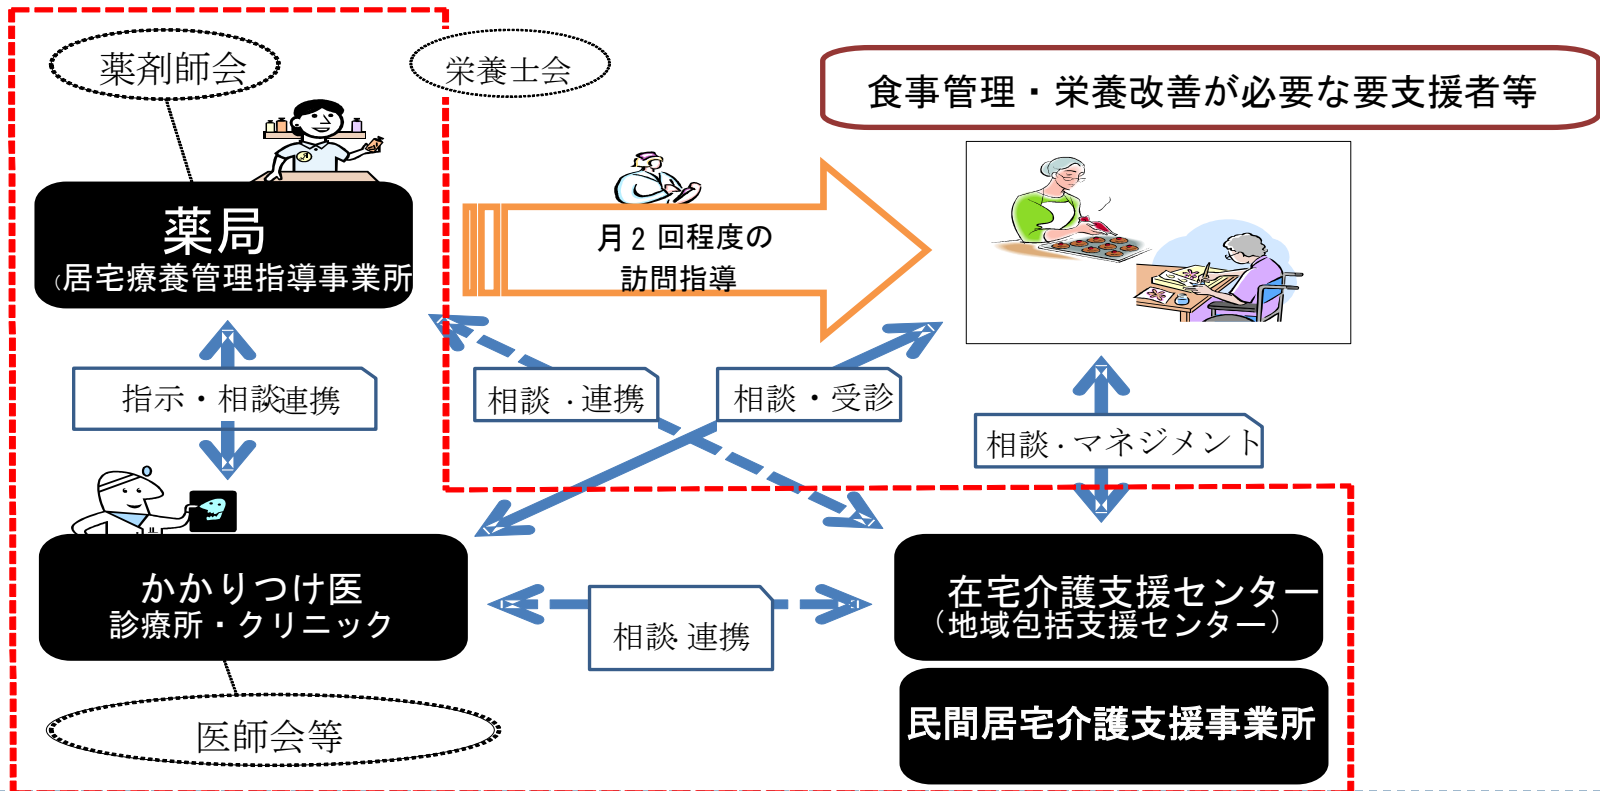 薬剤師会
栄養士会
食事管理・栄養改善が必要な要支援者等
薬局
（居宅療養管理指導事業所
月2回程度の
訪問指導
指示・相談・連携
相談・連携
相談・受診
相談・マネジメント
かかりつけ医
診療所・クリニック
相談・連携
在宅介護支援センター
（地域包括支援センター）
民間居宅介護支援事業所
医師会等